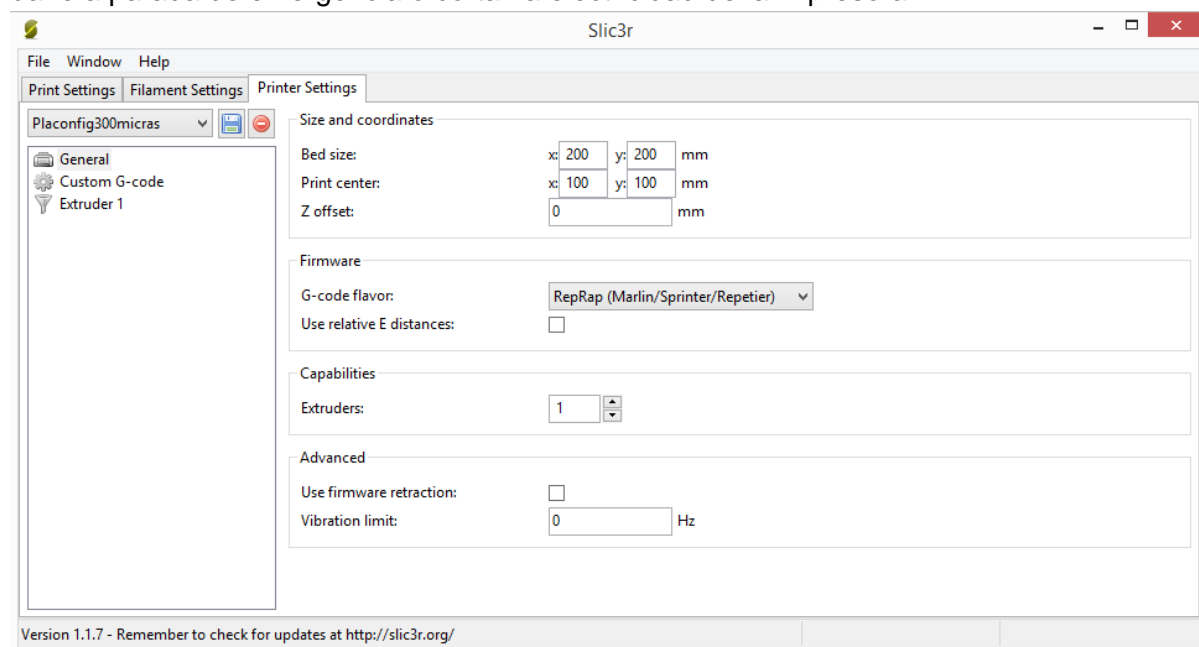 Slic3r
File Window Help
Print Settings Filament Settings Printer Settings
Placonfig300micras
General
Custom G-code
Extruder 1
Size and coordinates
Bed size: x: 200 y: 200 mm
Print center: x: 100 y: 100 mm
Z offset: 0 mm
Firmware
G-code flavor: RepRap (Marlin/Sprinter/Repetier)
Use relative E distances:
Capabilities
Extruders: 1
Advanced
Use firmware retraction:
Vibration limit: 0 Hz
Version 1.1.7 - Remember to check for updates at http://slic3r.org/